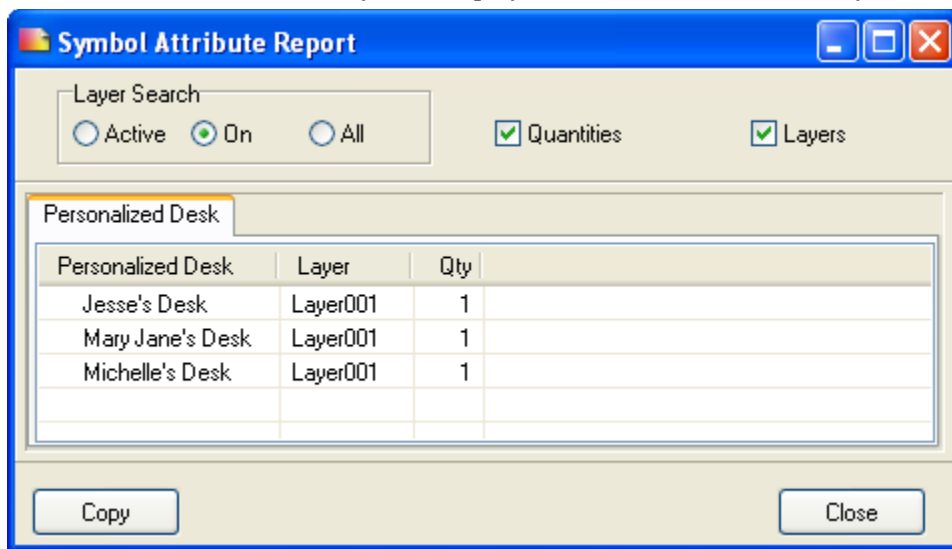 Symbol Attribute Report
Layer Search
Active On All Quantities Layers
Personalized Desk
Personalized Desk Layer Qty
Jesse's Desk Layer001 1
Mary Jane's Desk Layer001 1
Michelle's Desk Layer001 1
Copy Close